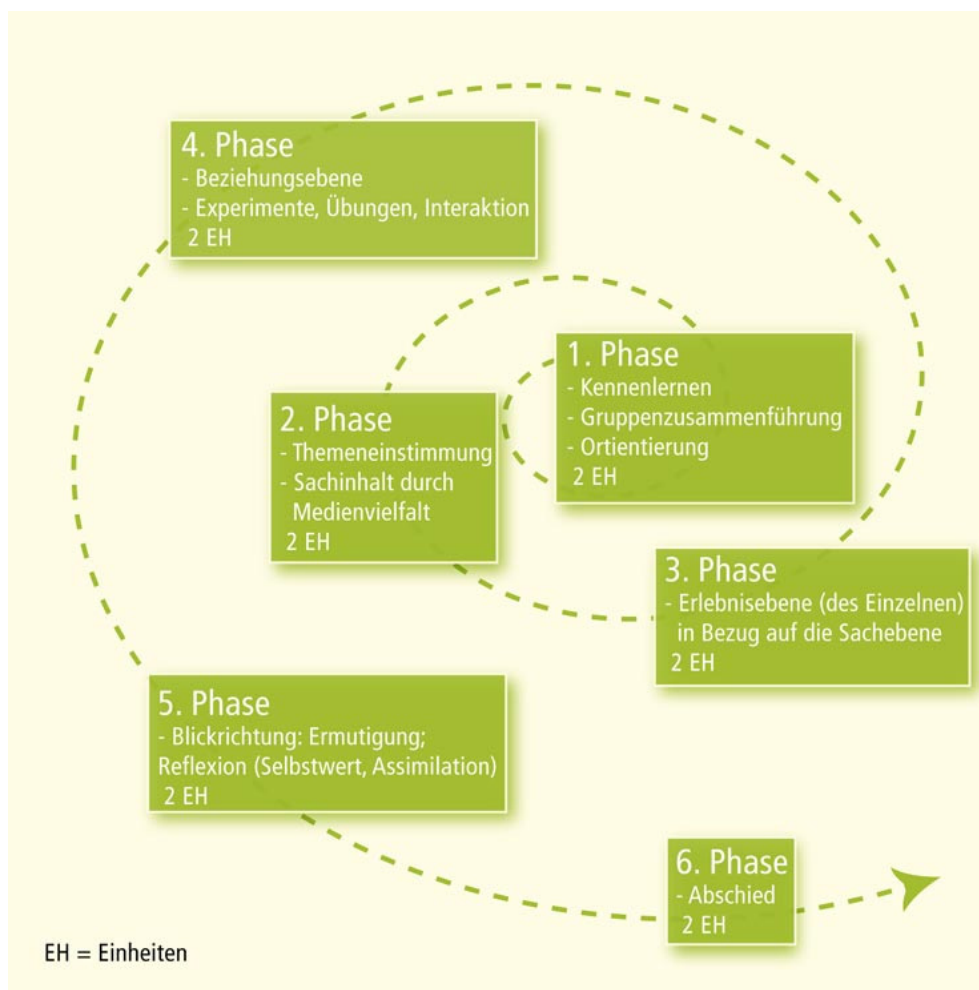 4. Phase
- Beziehungsebene
- Experimente, Übungen, Interaktion
2 EH
1. Phase
- Kennenlernen
- Gruppenzusammenführung
- Ortientierung
2 EH
2. Phase
- Themeneinstimmung
- Sachinhalt durch
Medienvielfalt
2 EH
3. Phase
- Erlebnisebene (des Einzelnen)
in Bezug auf die Sachebene
2 EH
5. Phase
- Blickrichtung: Ermutigung;
Reflexion (Selbstwert, Assimilation)
2 EH
6. Phase
- Abschied
2 EH
EH = Einheiten